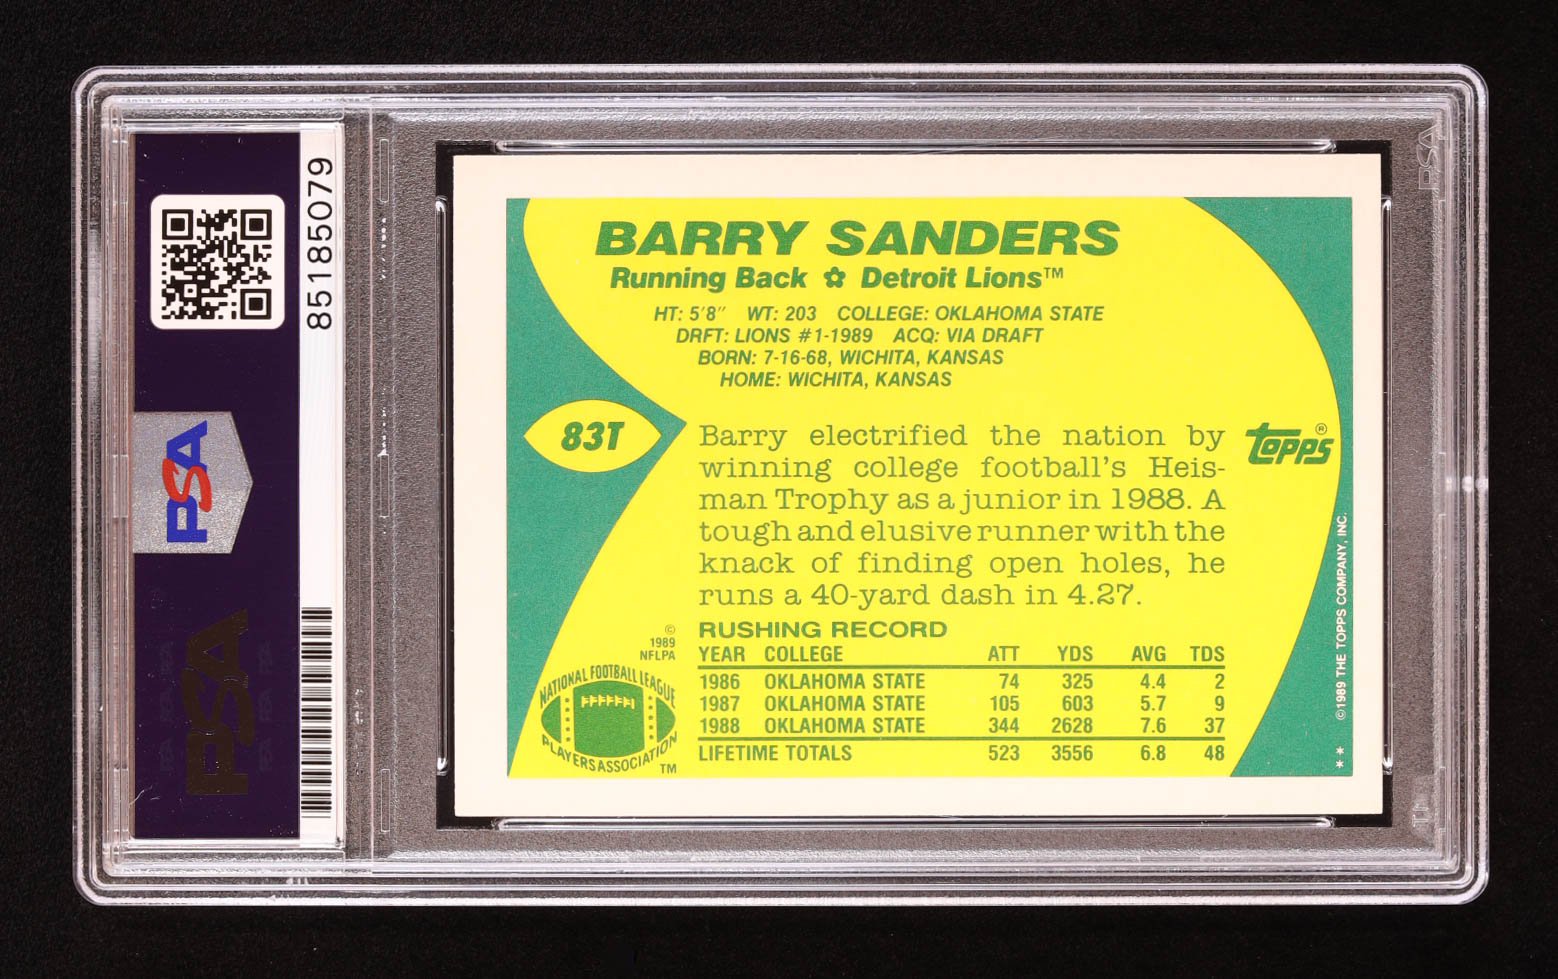 85185079
PSA
PSA
BARRY SANDERS
Running Back ✿ Detroit Lions™
HT: 5'8" WT: 203 COLLEGE: OKLAHOMA STATE
DRFT: LIONS #1-1989 ACQ: VIA DRAFT
BORN: 7-16-68, WICHITA, KANSAS
HOME: WICHITA, KANSAS
83T
Barry electrified the nation by
winning college football's Heis-
man Trophy as a junior in 1988. A
tough and elusive runner with the
knack of finding open holes, he
runs a 40-yard dash in 4.27.
topps®
RUSHING RECORD
YEAR COLLEGE ATT YDS AVG TDS
1986 OKLAHOMA STATE 74 325 4.4 2
1987 OKLAHOMA STATE 105 603 5.7 9
1988 OKLAHOMA STATE 344 2628 7.6 37
LIFETIME TOTALS 523 3556 6.8 48
©
1989
NFLPA
NATIONAL FOOTBALL LEAGUE
PLAYERS ASSOCIATION
TM
**©1989 THE TOPPS COMPANY, INC.
PSA